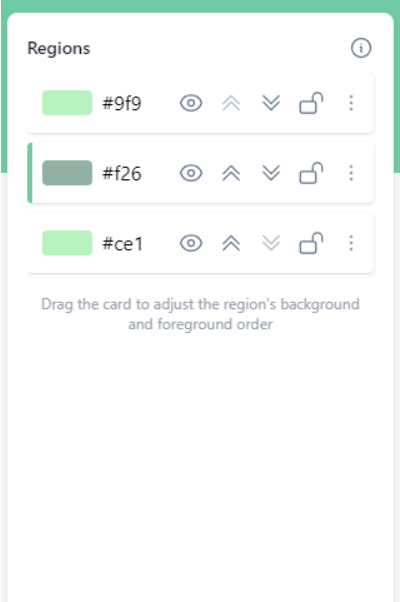 Regions
#9f9
#f26
#ce1
Drag the card to adjust the region's background
and foreground order